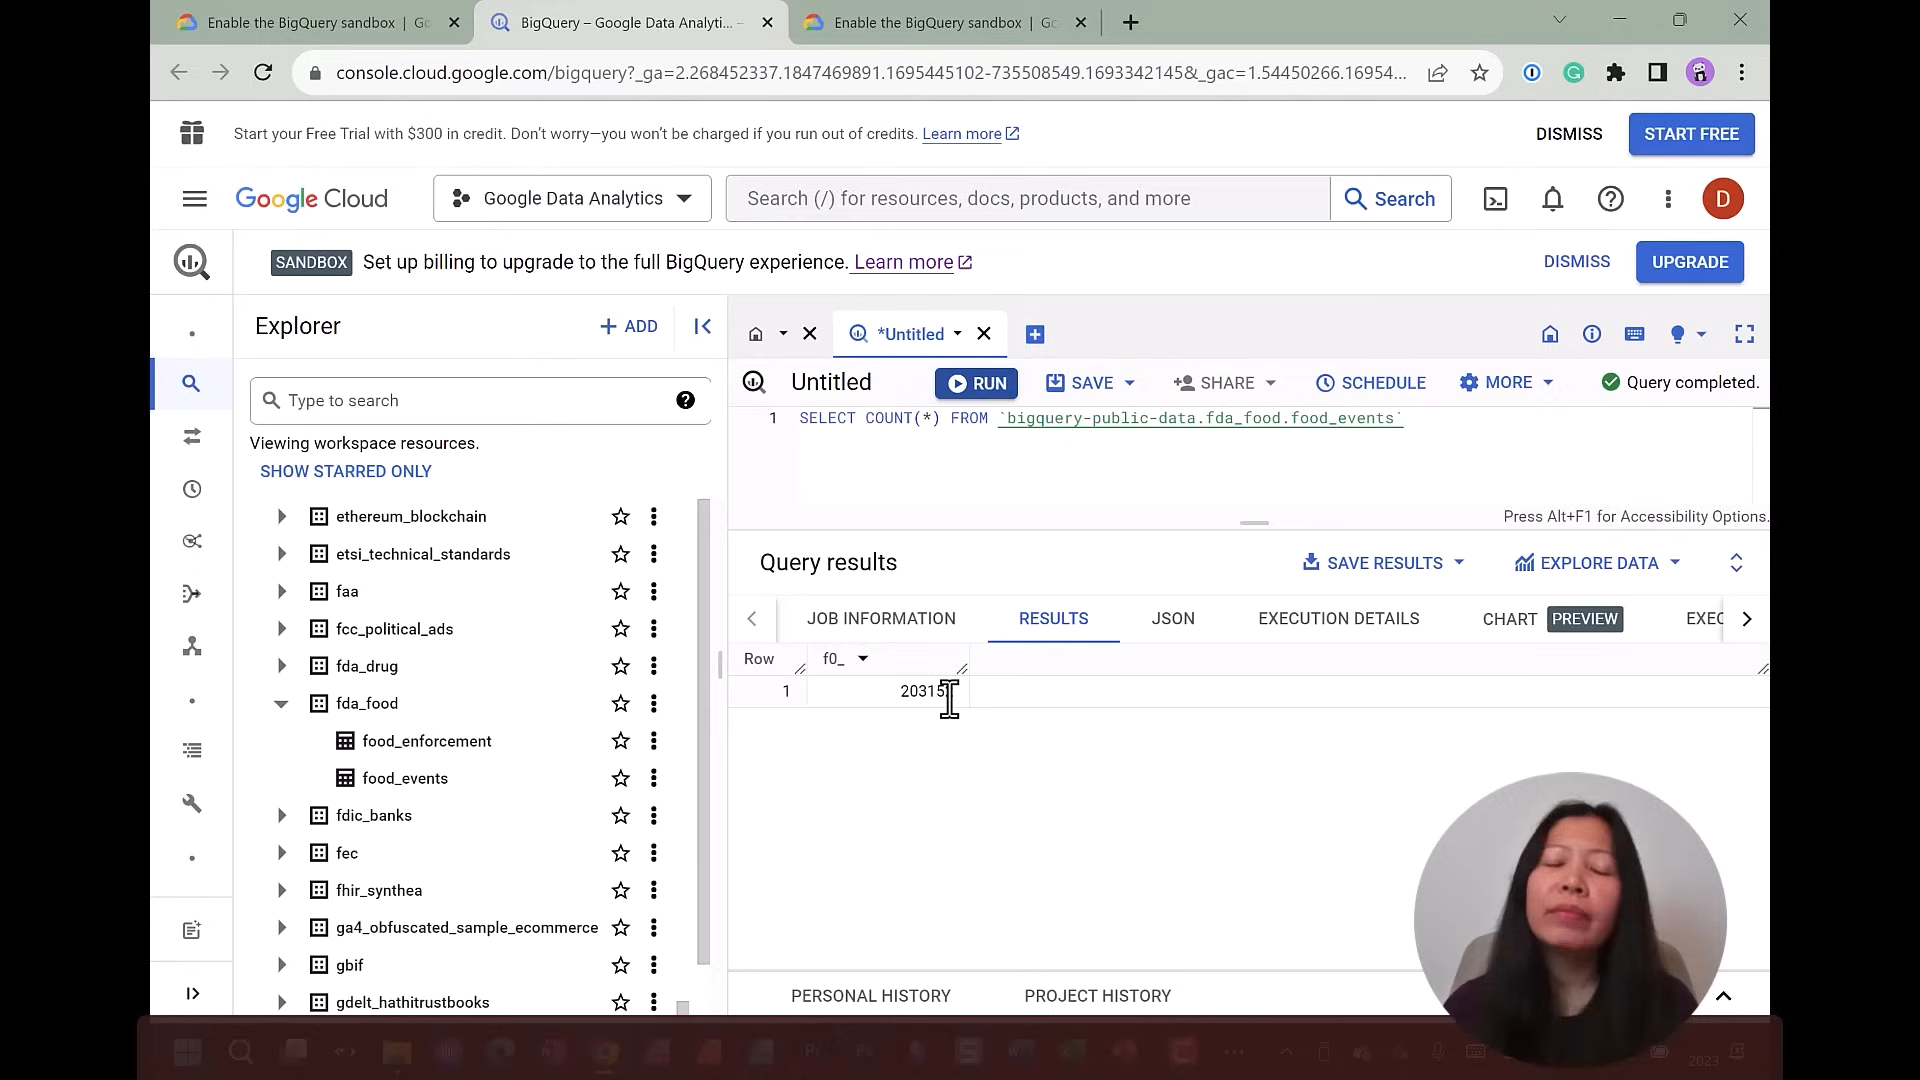 Enable the BigQuery sandbox | Go
BigQuery – Google Data Analyti... –
Enable the BigQuery sandbox | Go
console.cloud.google.com/bigquery?_ga=2.268452337.1847469891.1695445102-735508549.1693342145&_gac=1.54450266.16954...
Start your Free Trial with $300 in credit. Don't worry—you won't be charged if you run out of credits. Learn more
DISMISS
START FREE
Google Cloud
Google Data Analytics
Search (/) for resources, docs, products, and more
Search
D
SANDBOX Set up billing to upgrade to the full BigQuery experience. Learn more
DISMISS
UPGRADE
Explorer
+ ADD
Type to search
Viewing workspace resources.
SHOW STARRED ONLY
ethereum_blockchain
etsi_technical_standards
faa
fcc_political_ads
fda_drug
fda_food
food_enforcement
food_events
fdic_banks
fec
fhir_synthea
ga4_obfuscated_sample_ecommerce
gbif
gdelt_hathitrustbooks
*Untitled
Untitled
RUN
SAVE
SHARE
SCHEDULE
MORE
Query completed.
1 SELECT COUNT(*) FROM `bigquery-public-data.fda_food.food_events`
Press Alt+F1 for Accessibility Options.
Query results
SAVE RESULTS
EXPLORE DATA
JOB INFORMATION
RESULTS
JSON
EXECUTION DETAILS
CHART PREVIEW
EXEC
Row f0_
1
PERSONAL HISTORY
PROJECT HISTORY
2023